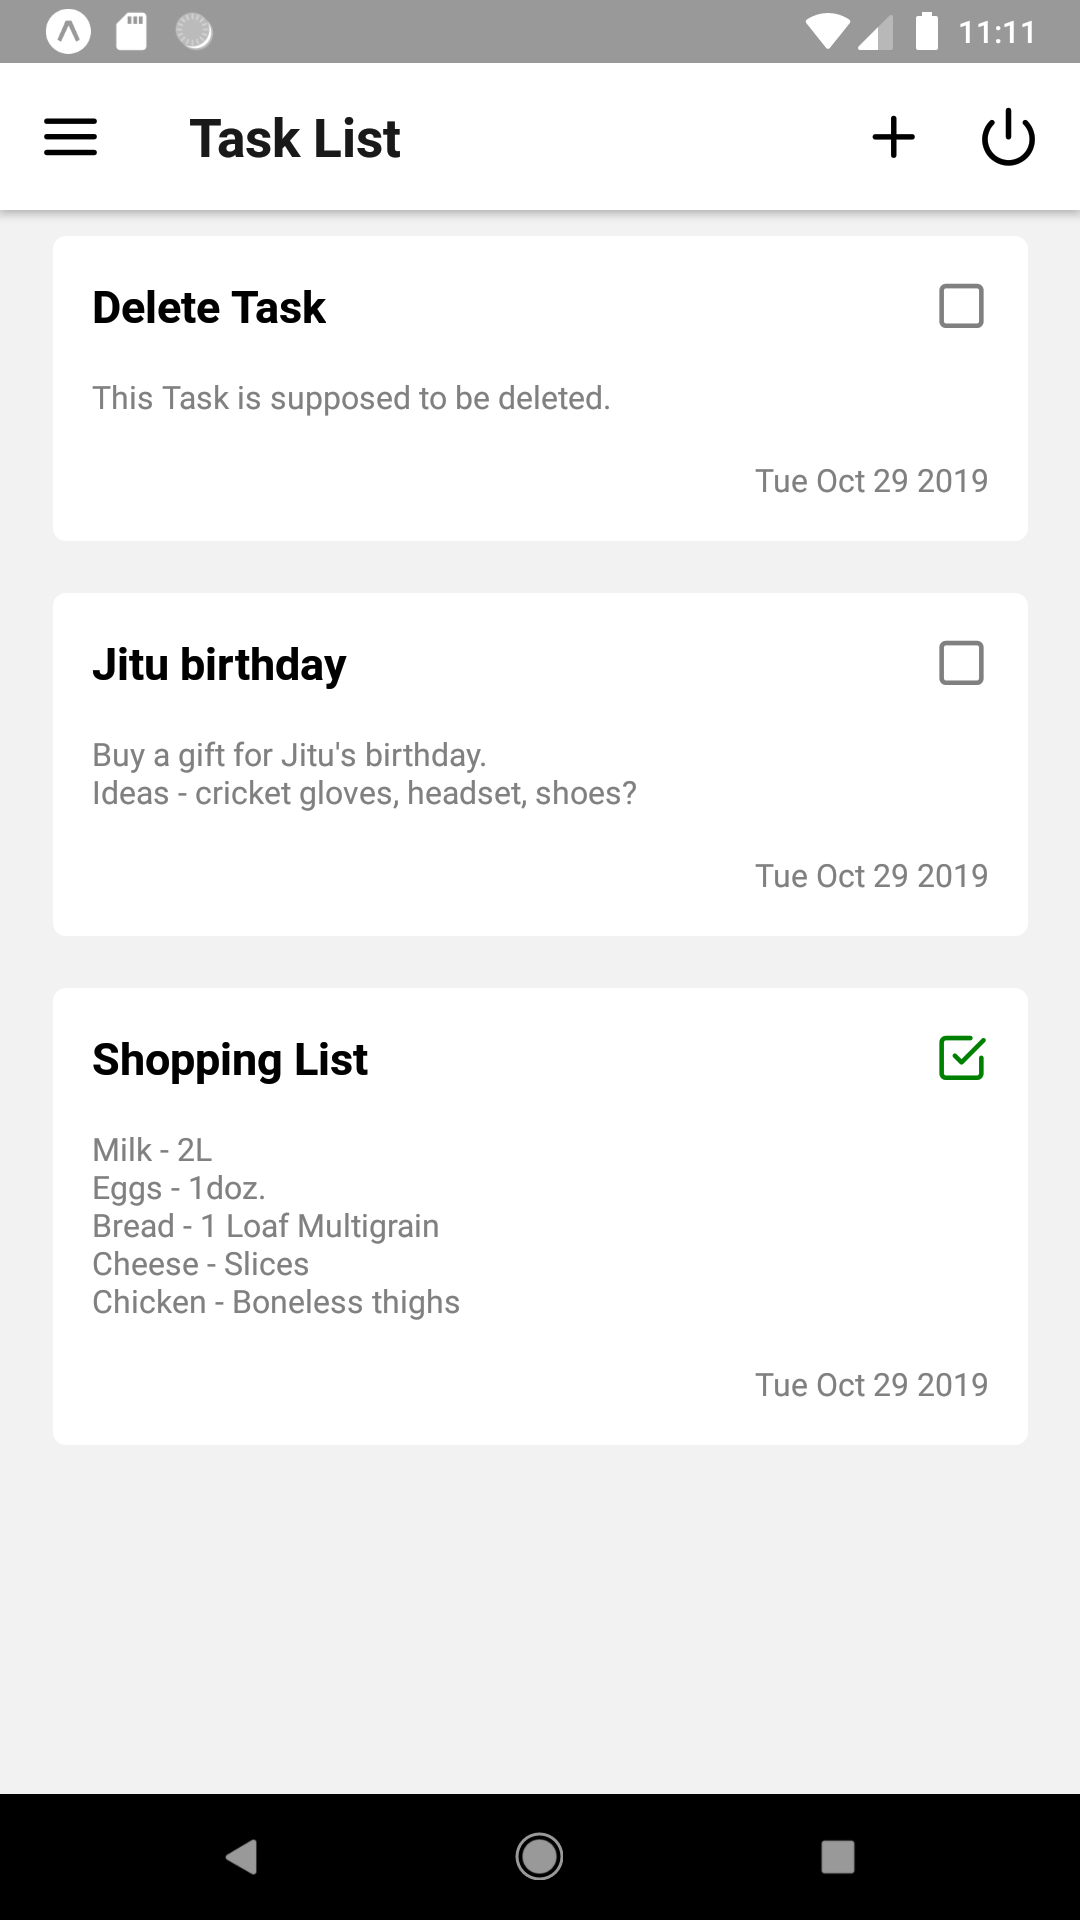 11:11
Task List
Delete Task
This Task is supposed to be deleted.
Tue Oct 29 2019
Jitu birthday
Buy a gift for Jitu's birthday.
Ideas - cricket gloves, headset, shoes?
Tue Oct 29 2019
Shopping List
Milk - 2L
Eggs - 1doz.
Bread - 1 Loaf Multigrain
Cheese - Slices
Chicken - Boneless thighs
Tue Oct 29 2019